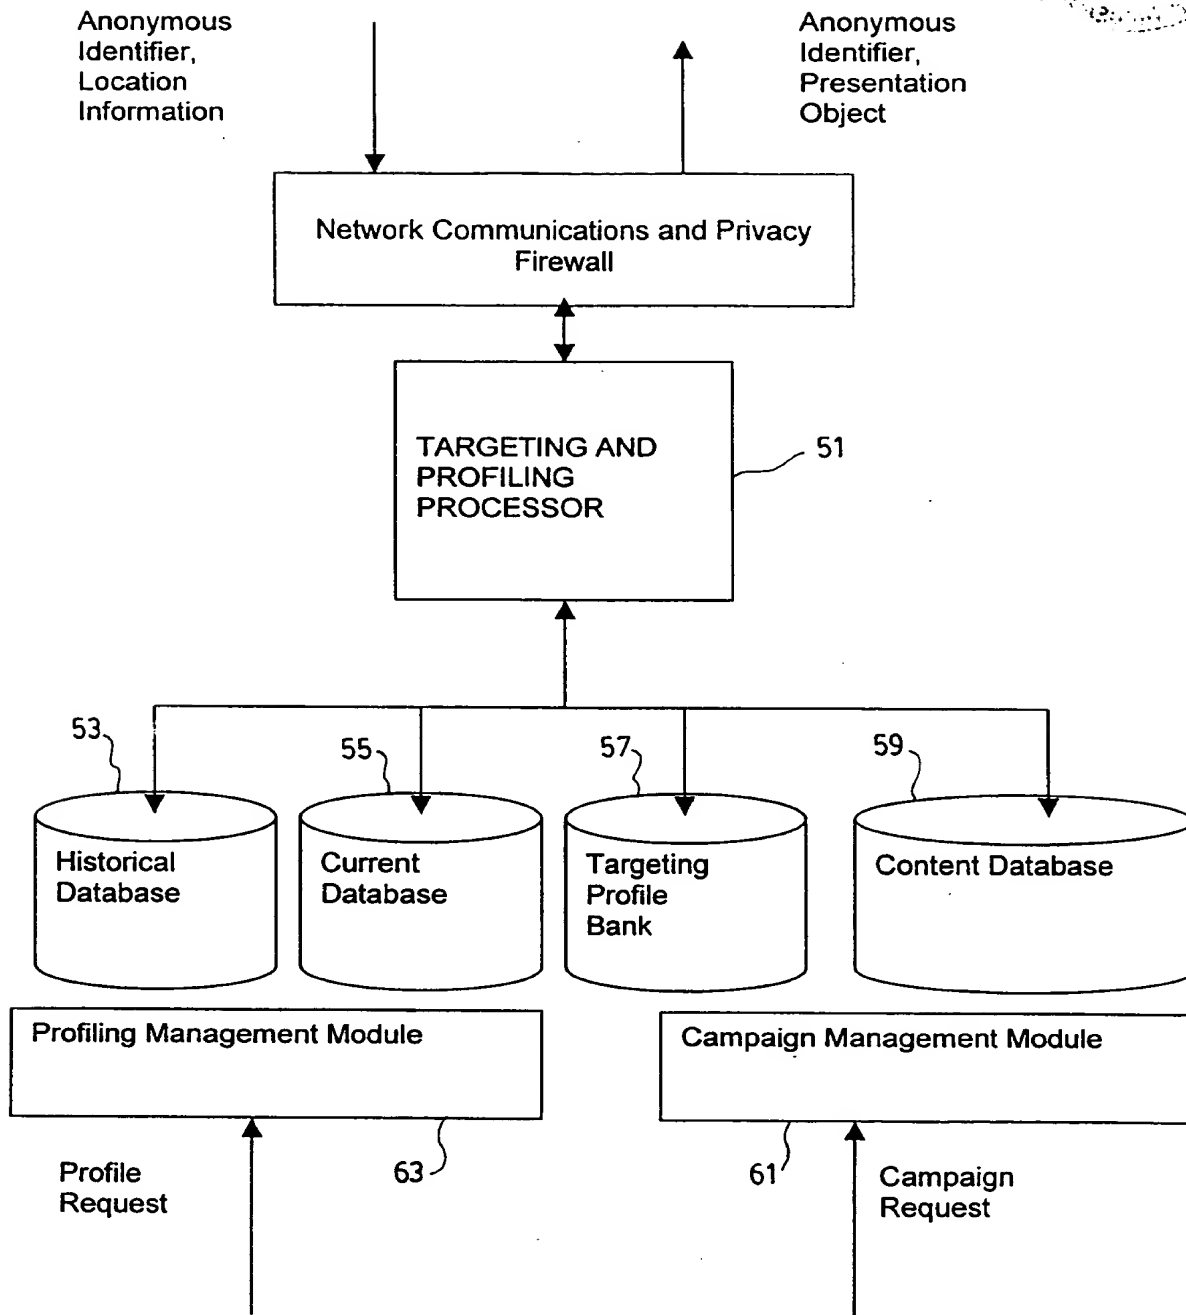 Anonymous
Identifier,
Location
Information
Anonymous
Identifier,
Presentation
Object
Network Communications and Privacy
Firewall
TARGETING AND
PROFILING
PROCESSOR
51
53
55
57
59
Historical
Database
Current
Database
Targeting
Profile
Bank
Content Database
Profiling Management Module
Campaign Management Module
63
61
Profile
Request
Campaign
Request